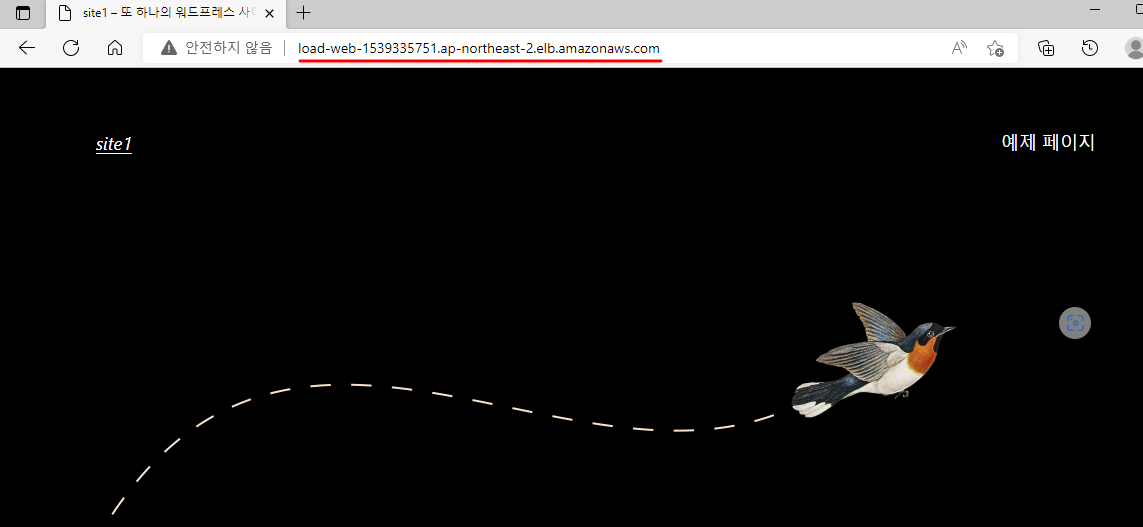 site1 – 또 하나의 워드프레스 사
안전하지 않음
load-web-1539335751.ap-northeast-2.elb.amazonaws.com
site1
예제 페이지